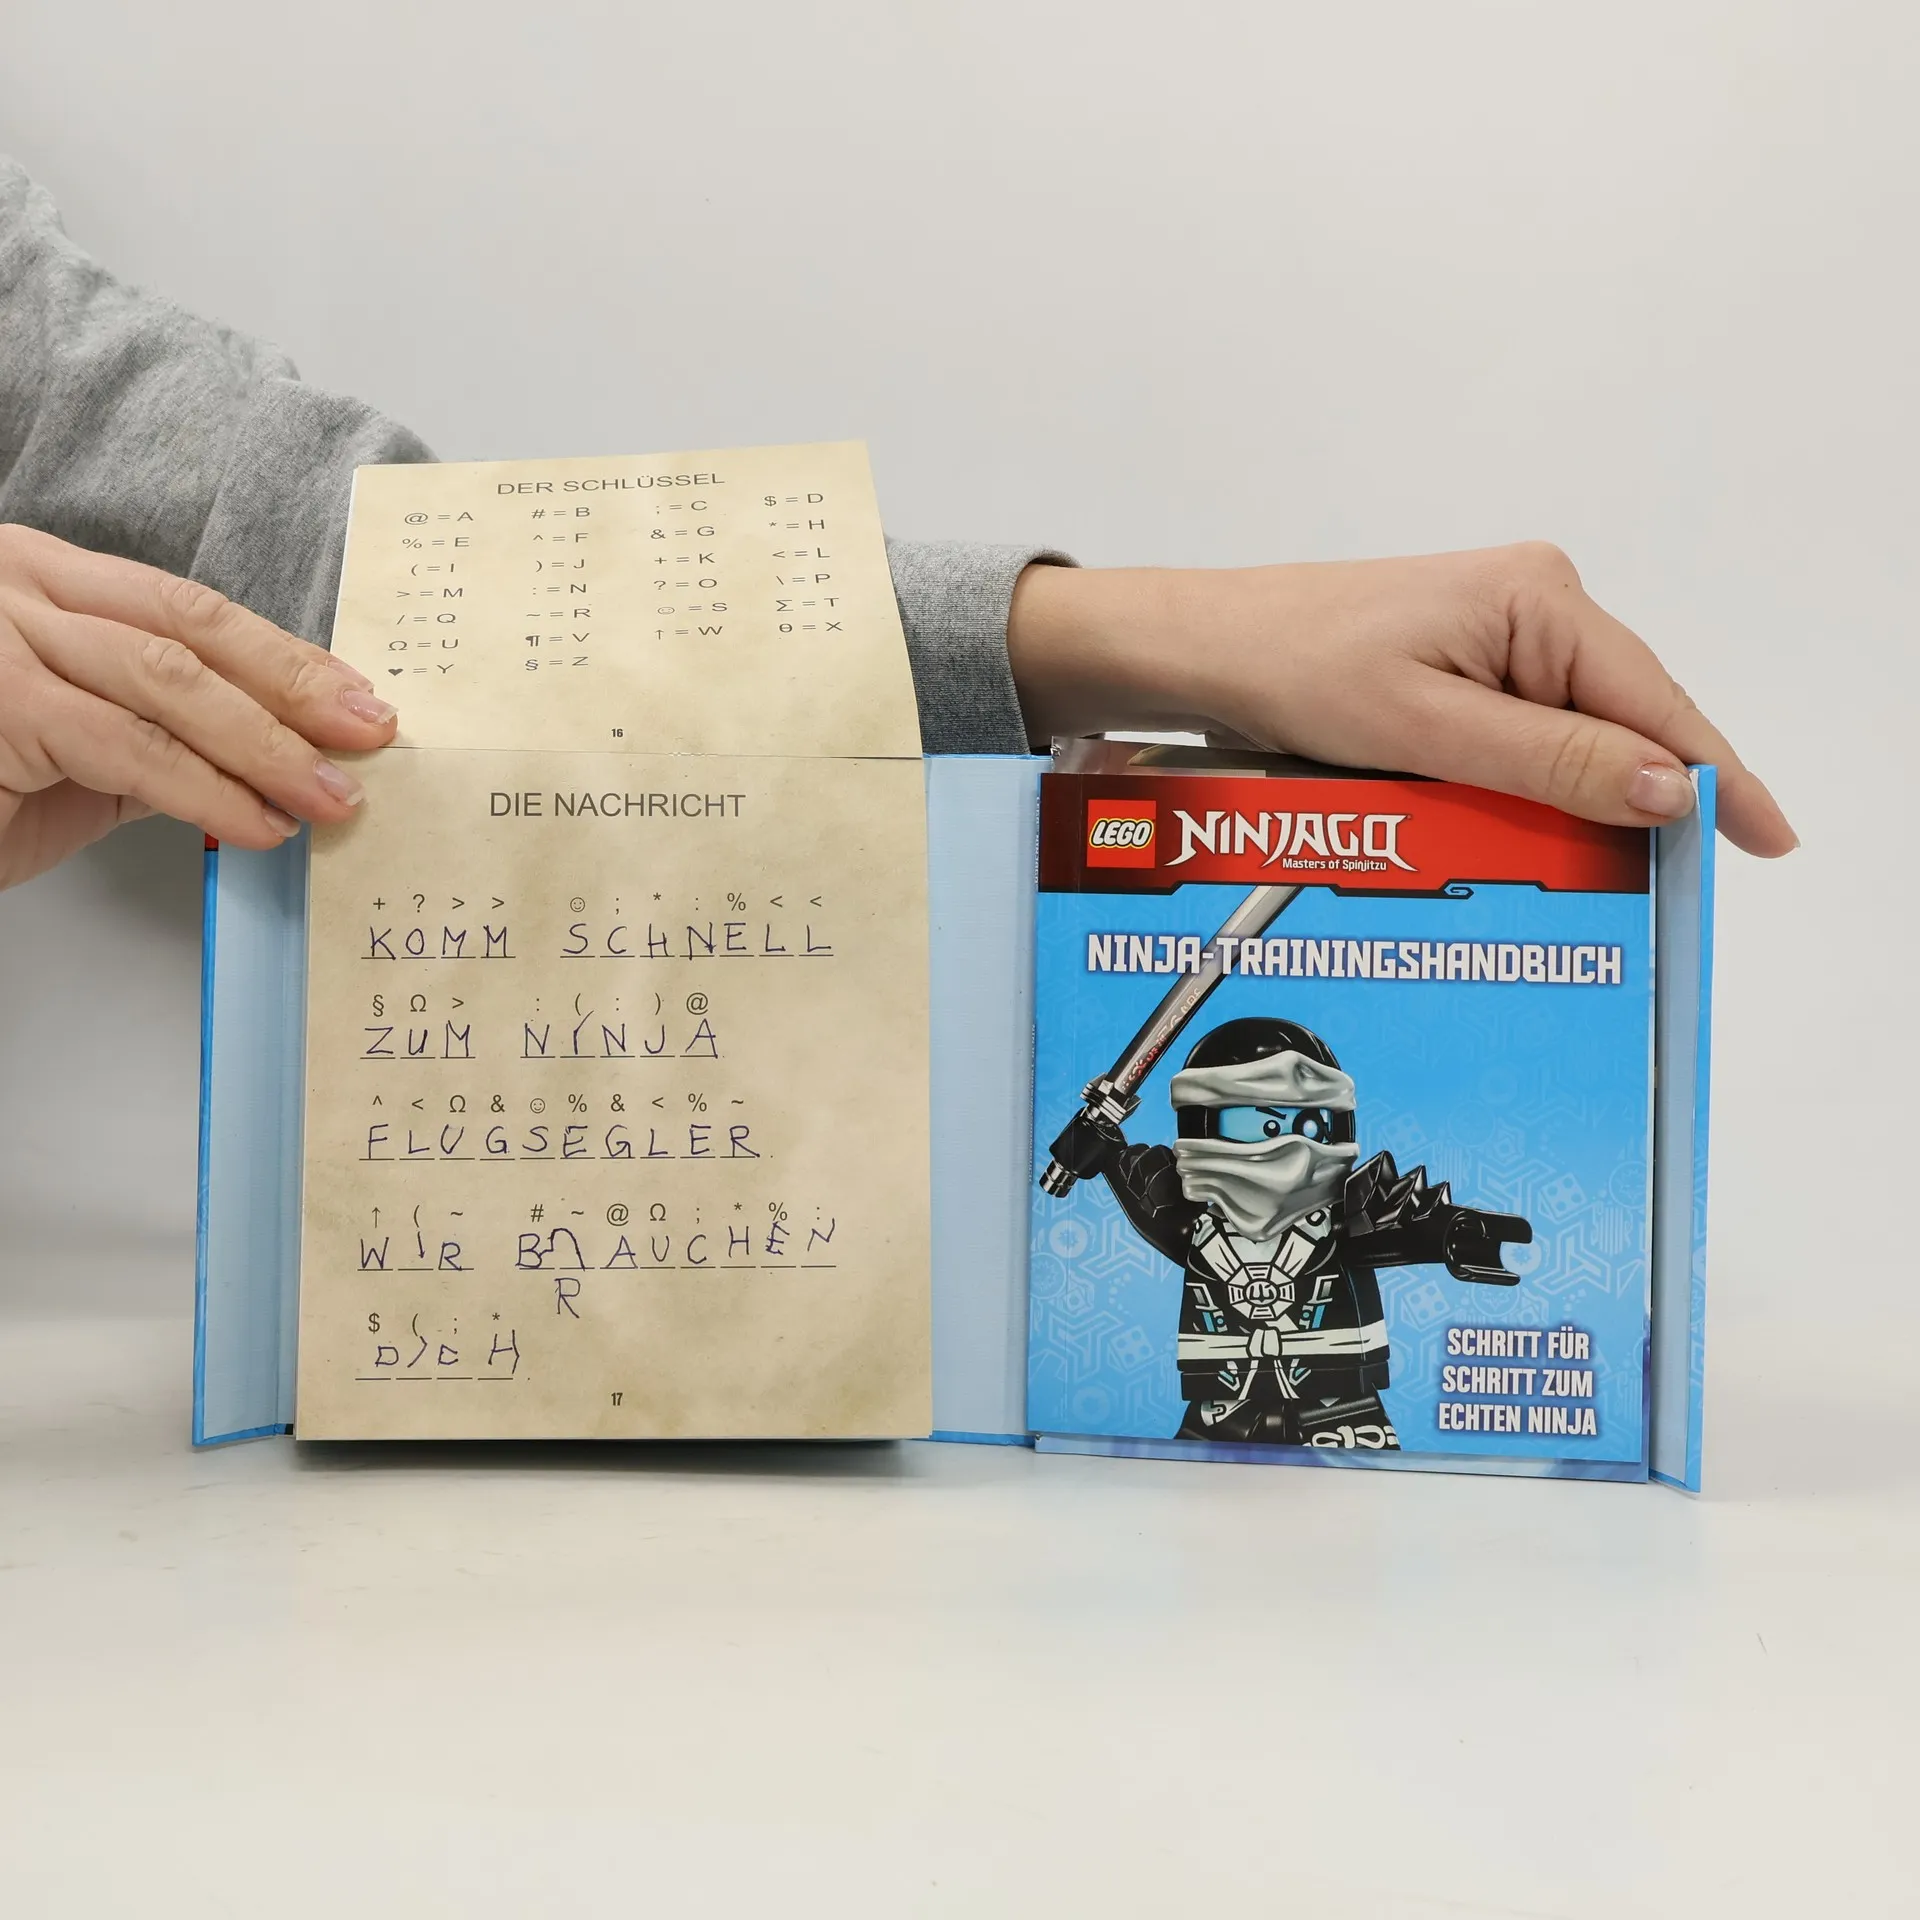 DER SCHLÜSSEL
@ = A # = B ; = C $ = D
% = E ^ = F & = G * = H
( = I ) = J + = K < = L
> = M : = N ? = O \ = P
/ = Q ~ = R ☺ = S Σ = T
Ω = U ¶ = V ↑ = W θ = X
♥ = Y § = Z
16
DIE NACHRICHT
+ ? > > ☺ ; * : % < <
KOMM SCHNELL
§ Ω > : ( : ) @
ZUM NINJA
^ < Ω & ☺ % & < % ~
FLUGSEGLER.
↑ ( ~ # ~ @ Ω ; * % :
WIR BRAUCHEN
R
$ ( ; *
DICH.
17
LEGO NINJAGO
Masters of Spinjitzu
NINJA-TRAININGSHANDBUCH
SCHRITT FÜR
SCHRITT ZUM
ECHTEN NINJA